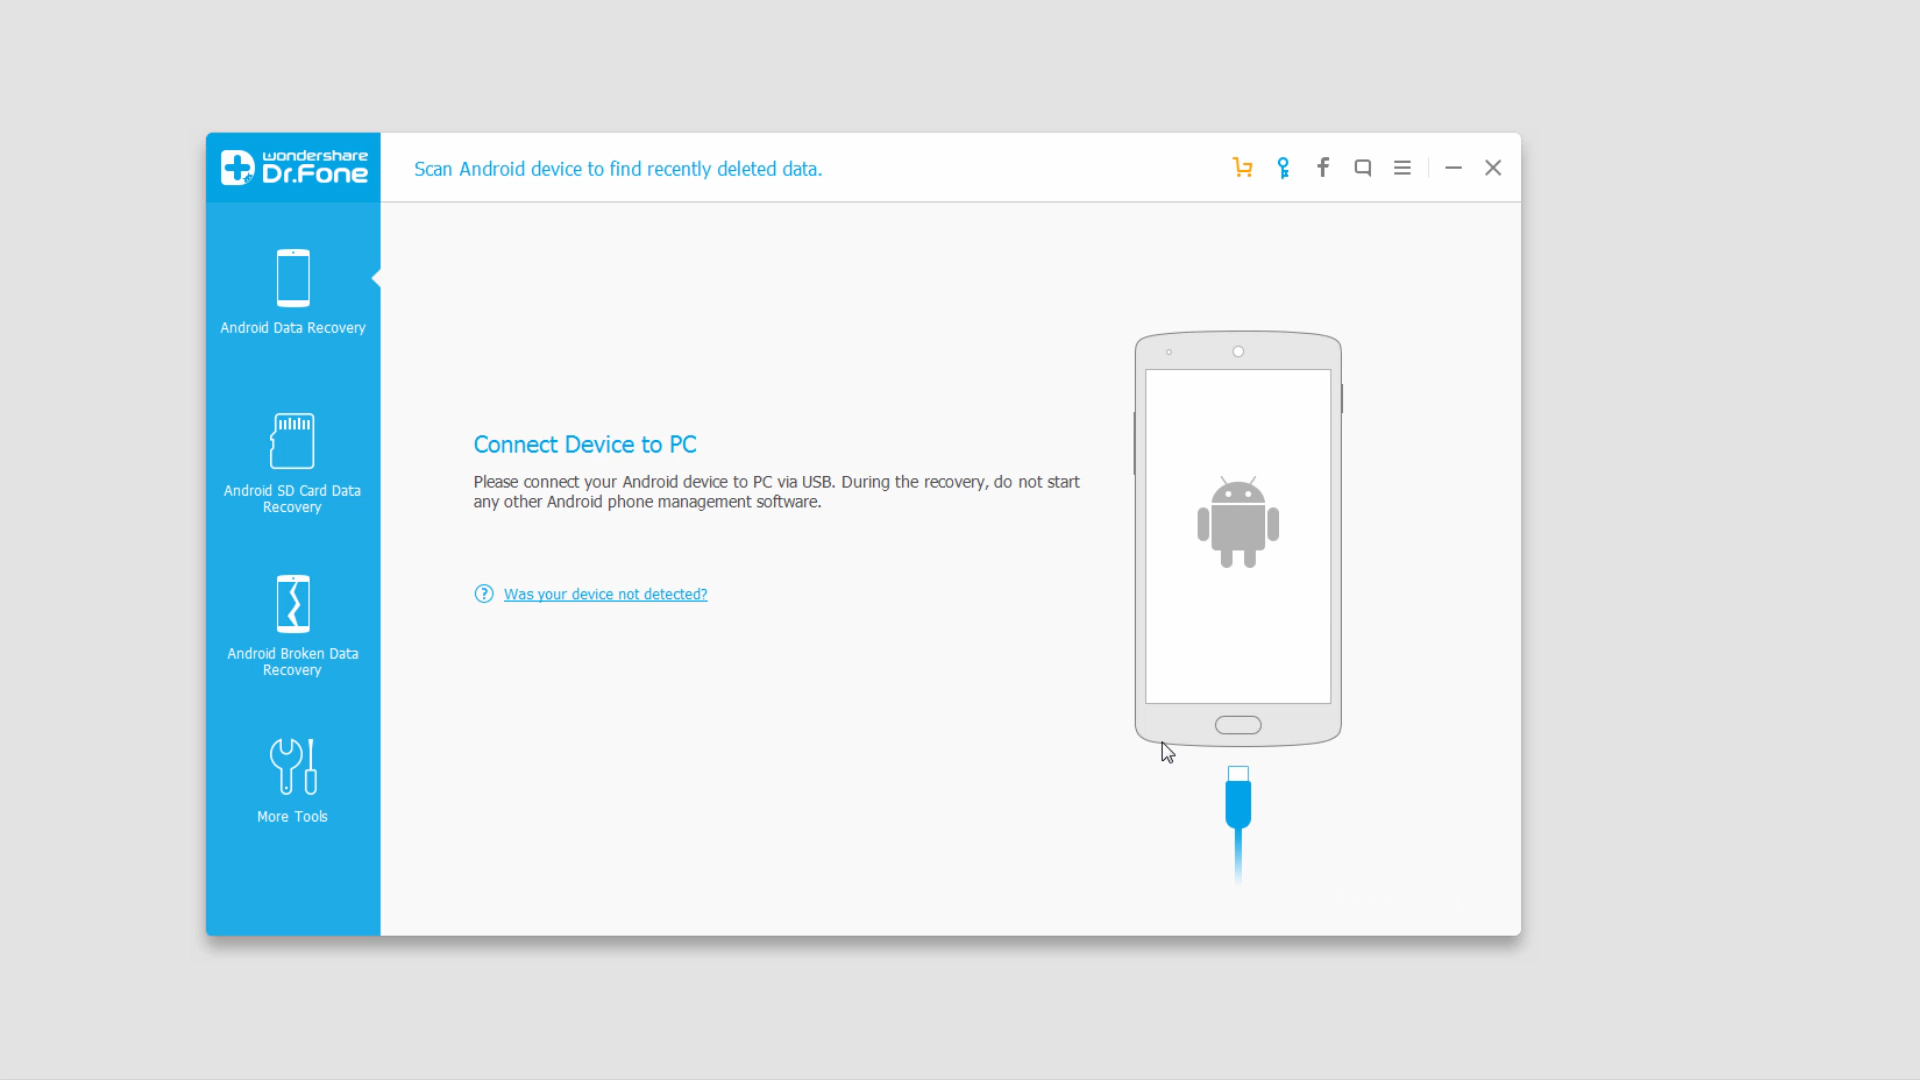 wondershare
Dr.Fone
Scan Android device to find recently deleted data.
Android Data Recovery
Android SD Card Data
Recovery
Android Broken Data
Recovery
More Tools
Connect Device to PC
Please connect your Android device to PC via USB. During the recovery, do not start
any other Android phone management software.
? Was your device not detected?